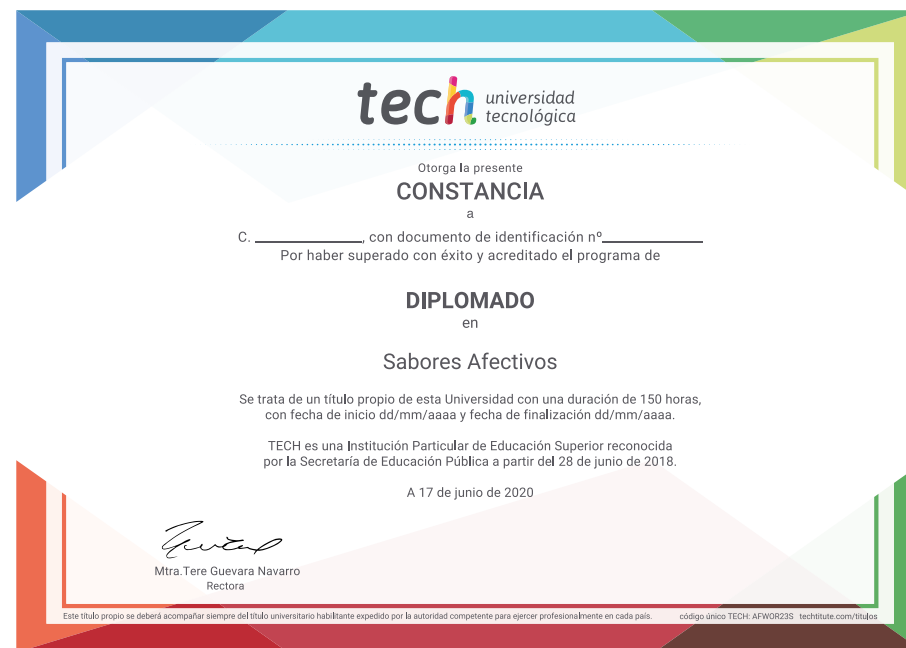 tech universidad
tecnológica
Otorga la presente
CONSTANCIA
a
C. ____________, con documento de identificación nº____________
Por haber superado con éxito y acreditado el programa de
DIPLOMADO
en
Sabores Afectivos
Se trata de un título propio de esta Universidad con una duración de 150 horas,
con fecha de inicio dd/mm/aaaa y fecha de finalización dd/mm/aaaa.
TECH es una Institución Particular de Educación Superior reconocida
por la Secretaría de Educación Pública a partir del 28 de junio de 2018.
A 17 de junio de 2020
Mtra.Tere Guevara Navarro
Rectora
Este título propio se deberá acompañar siempre del título universitario habilitante expedido por la autoridad competente para ejercer profesionalmente en cada país. código único TECH: AFWOR23S techtitute.com/titulos